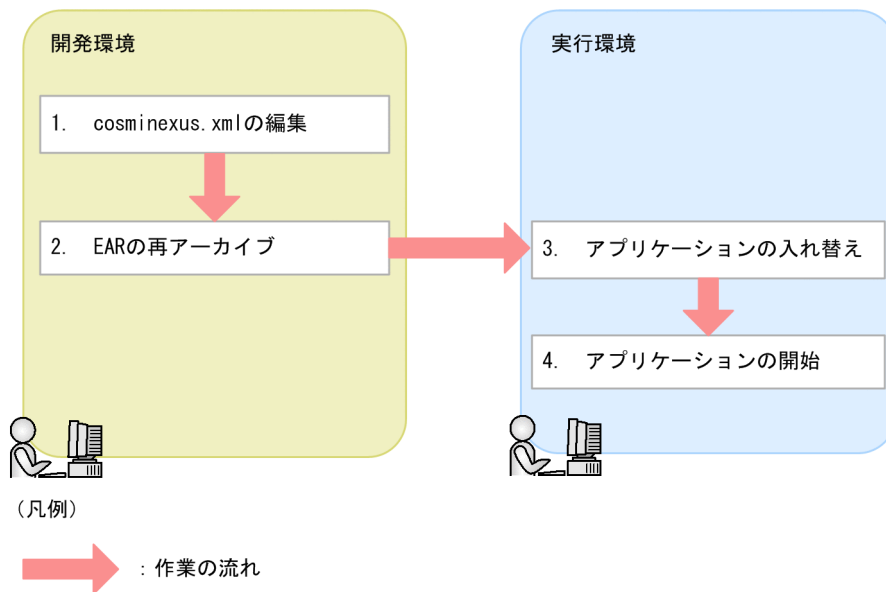 開発環境
1. cosminexus.xmlの編集
2. EARの再アーカイブ
実行環境
3. アプリケーションの入れ替え
4. アプリケーションの開始
（凡例）
：作業の流れ